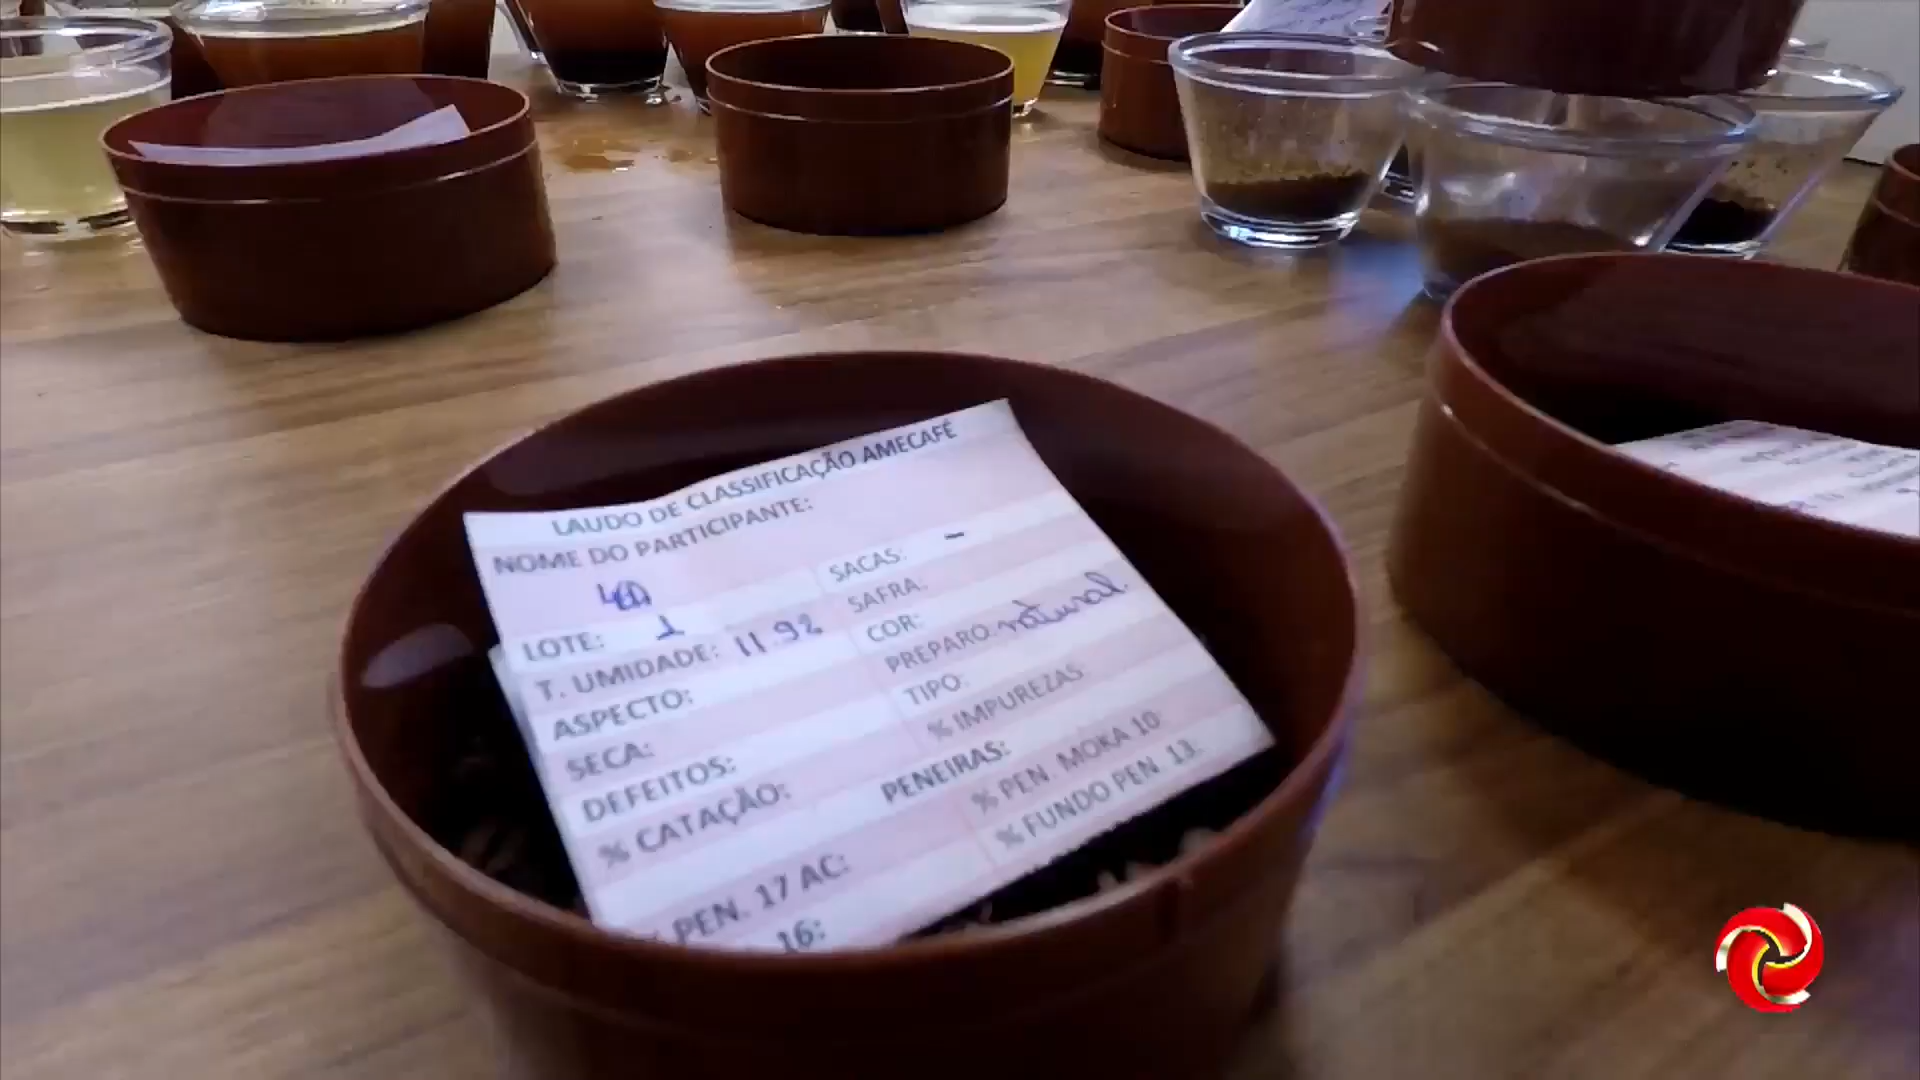 LAUDO DE CLASSIFICAÇÃO AMECAFÉ
NOME DO PARTICIPANTE:
SACAS: -
LOTE: 1
SAFRA:
T. UMIDADE: 11.92
COR:
ASPECTO:
PREPARO: natural
SECA:
TIPO:
DEFEITOS:
% IMPUREZAS
% CATAÇÃO:
PENEIRAS:
% PEN. MOKA 10:
% PEN. 17 AC:
% FUNDO PEN 13:
16: